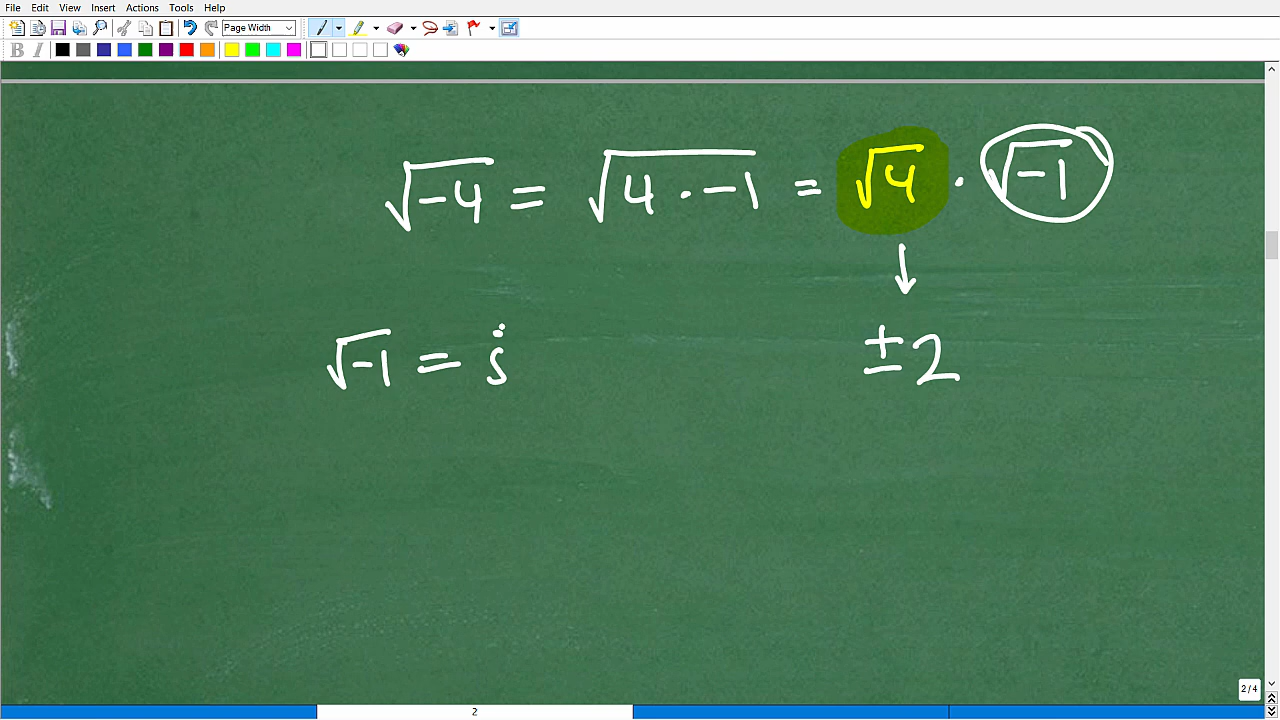 File Edit View Insert Actions Tools Help
Page Width
B I
√-4 = √4 · -1 = √4 · √-1
√-1 = i
± 2
2 / 4
2